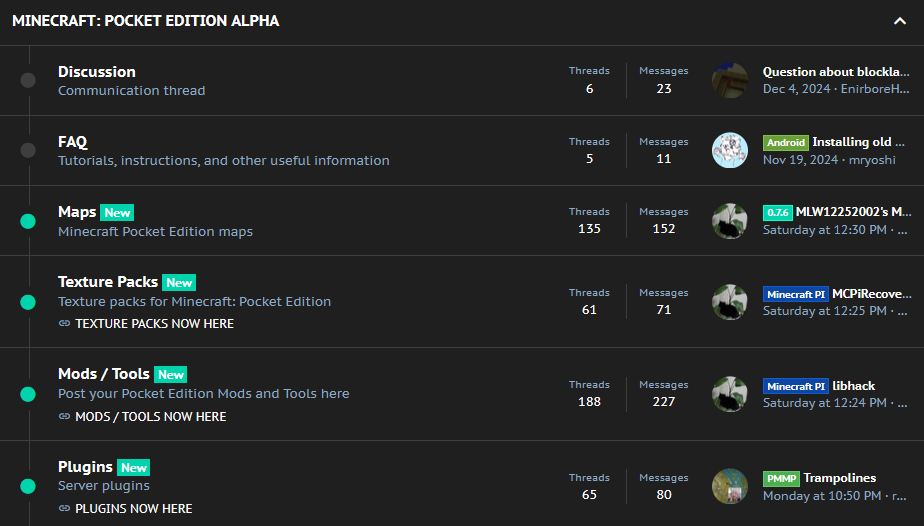 MINECRAFT: POCKET EDITION ALPHA
Discussion
Communication thread
Threads
6
Messages
23
Question about blockla...
Dec 4, 2024 · EnirboreH...
FAQ
Tutorials, instructions, and other useful information
Threads
5
Messages
11
Android Installing old ...
Nov 19, 2024 · mryoshi
Maps New
Minecraft Pocket Edition maps
Threads
135
Messages
152
0.7.6 MLW12252002's M...
Saturday at 12:30 PM · ...
Texture Packs New
Texture packs for Minecraft: Pocket Edition
TEXTURE PACKS NOW HERE
Threads
61
Messages
71
Minecraft PI MCPiRecove...
Saturday at 12:25 PM · ...
Mods / Tools New
Post your Pocket Edition Mods and Tools here
MODS / TOOLS NOW HERE
Threads
188
Messages
227
Minecraft PI libhack
Saturday at 12:24 PM · ...
Plugins New
Server plugins
PLUGINS NOW HERE
Threads
65
Messages
80
PMMP Trampolines
Monday at 10:50 PM · r...